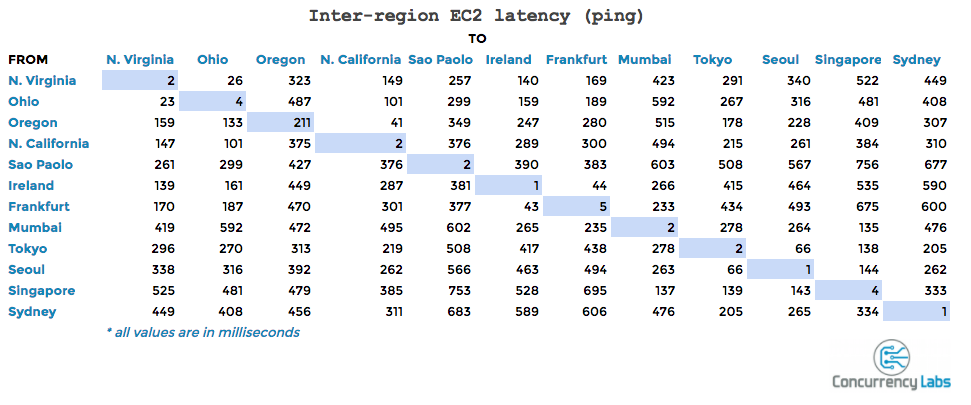 Inter-region EC2 latency (ping)
TO
FROM N. Virginia Ohio Oregon N. California Sao Paolo Ireland Frankfurt Mumbai Tokyo Seoul Singapore Sydney
N. Virginia 2 26 323 149 257 140 169 423 291 340 522 449
Ohio 23 4 487 101 299 159 189 592 267 316 481 408
Oregon 159 133 211 41 349 247 280 515 178 228 409 307
N. California 147 101 375 2 376 289 300 494 215 261 384 310
Sao Paolo 261 299 427 376 2 390 383 603 508 567 756 677
Ireland 139 161 449 287 381 1 44 266 415 464 535 590
Frankfurt 170 187 470 301 377 43 5 233 434 493 675 600
Mumbai 419 592 472 495 602 265 235 2 278 264 135 476
Tokyo 296 270 313 219 508 417 438 278 2 66 138 205
Seoul 338 316 392 262 566 463 494 263 66 1 144 262
Singapore 525 481 479 385 753 528 695 137 139 143 4 333
Sydney 449 408 456 311 683 589 606 476 205 265 334 1
* all values are in milliseconds
Concurrency Labs